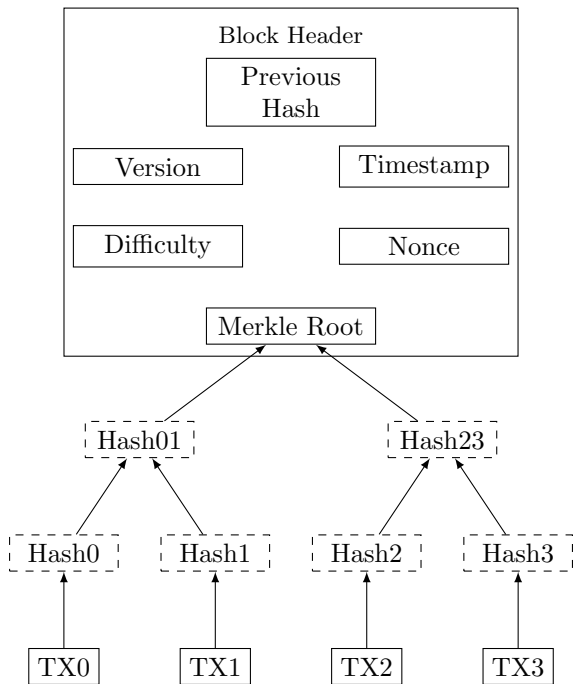 Block Header
Previous
Hash
Version
Timestamp
Difficulty
Nonce
Merkle Root
Hash01
Hash23
Hash0
Hash1
Hash2
Hash3
TX0
TX1
TX2
TX3